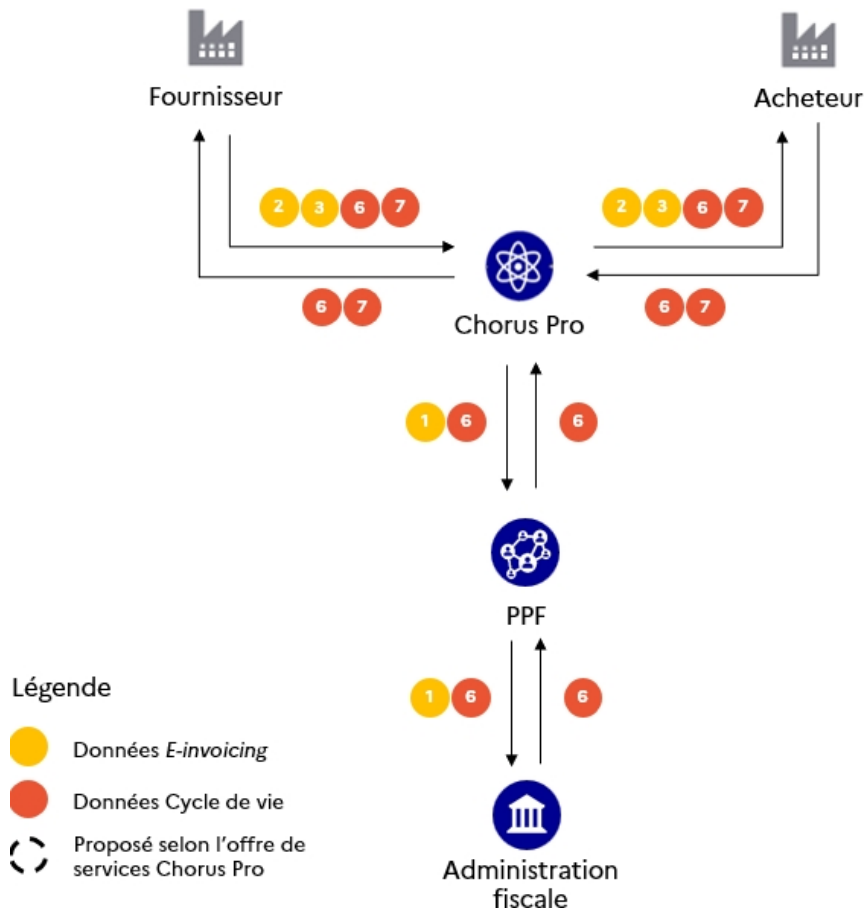 Fournisseur
Acheteur
2 3 6 7
2 3 6 7
6 7
6 7
Chorus Pro
1 6
6
PPF
1 6
6
Légende
Données E-invoicing
Données Cycle de vie
Proposé selon l'offre de
services Chorus Pro
Administration
fiscale